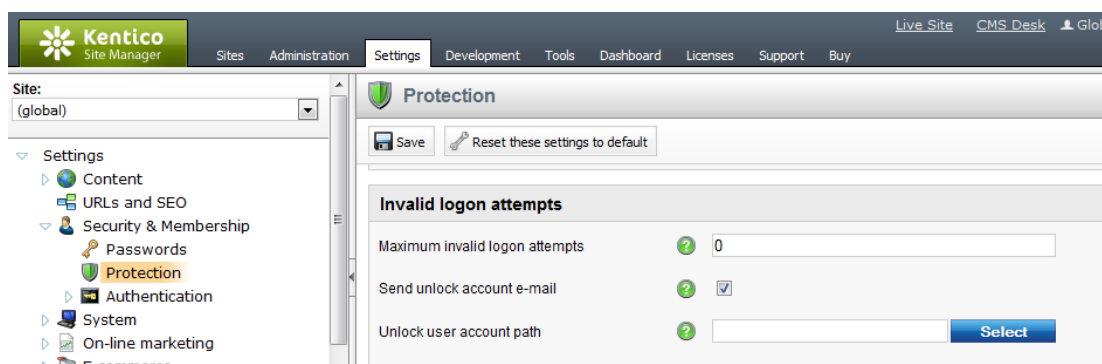 Live Site CMS Desk Glo
Kentico
Site Manager
Sites Administration Settings Development Tools Dashboard Licenses Support Buy
Site:
(global)
Settings
Content
URLs and SEO
Security & Membership
Passwords
Protection
Authentication
System
On-line marketing
Protection
Save Reset these settings to default
Invalid logon attempts
Maximum invalid logon attempts 0
Send unlock account e-mail
Unlock user account path Select